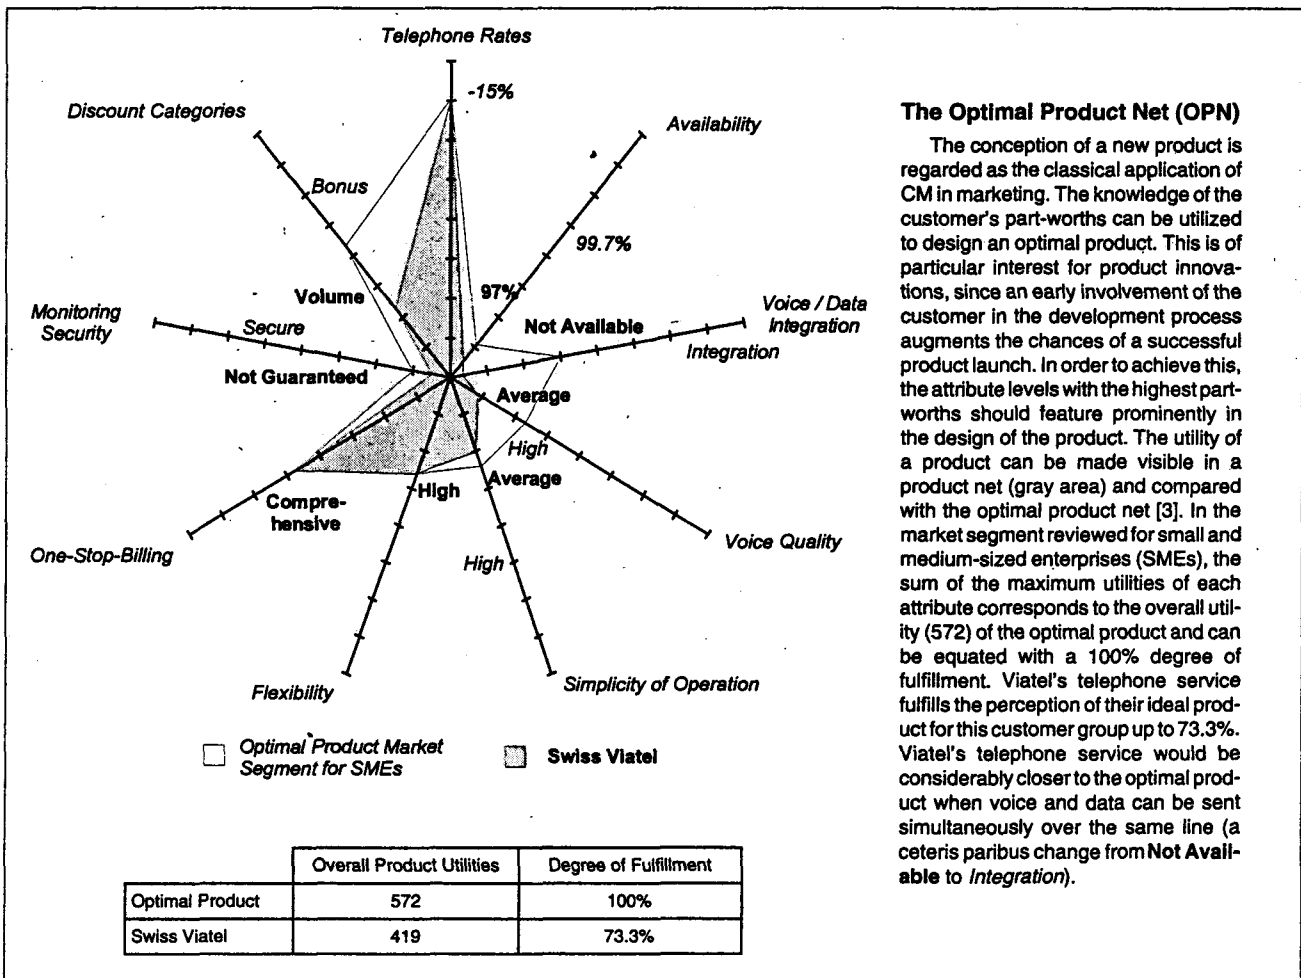 Telephone Rates
-15%
Discount Categories
Availability
Bonus
99.7%
97%
Volume
Voice / Data
Integration
Monitoring
Security
Secure
Not Available
Integration
Not Guaranteed
Average
High
Average
High
Compre-
hensive
Voice Quality
One-Stop-Billing
High
Flexibility
Simplicity of Operation
Optimal Product Market
Segment for SMEs
Swiss Viatel
Overall Product Utilities Degree of Fulfillment
Optimal Product 572 100%
Swiss Viatel 419 73.3%
The Optimal Product Net (OPN)
The conception of a new product is
regarded as the classical application of
CM in marketing. The knowledge of the
customer's part-worths can be utilized
to design an optimal product. This is of
particular interest for product innova-
tions, since an early involvement of the
customer in the development process
augments the chances of a successful
product launch. In order to achieve this,
the attribute levels with the highest part-
worths should feature prominently in
the design of the product. The utility of
a product can be made visible in a
product net (gray area) and compared
with the optimal product net [3]. In the
market segment reviewed for small and
medium-sized enterprises (SMEs), the
sum of the maximum utilities of each
attribute corresponds to the overall util-
ity (572) of the optimal product and can
be equated with a 100% degree of
fulfillment. Viatel's telephone service
fulfills the perception of their ideal prod-
uct for this customer group up to 73.3%.
Viatel's telephone service would be
considerably closer to the optimal prod-
uct when voice and data can be sent
simultaneously over the same line (a
ceteris paribus change from Not Avail-
able to Integration).